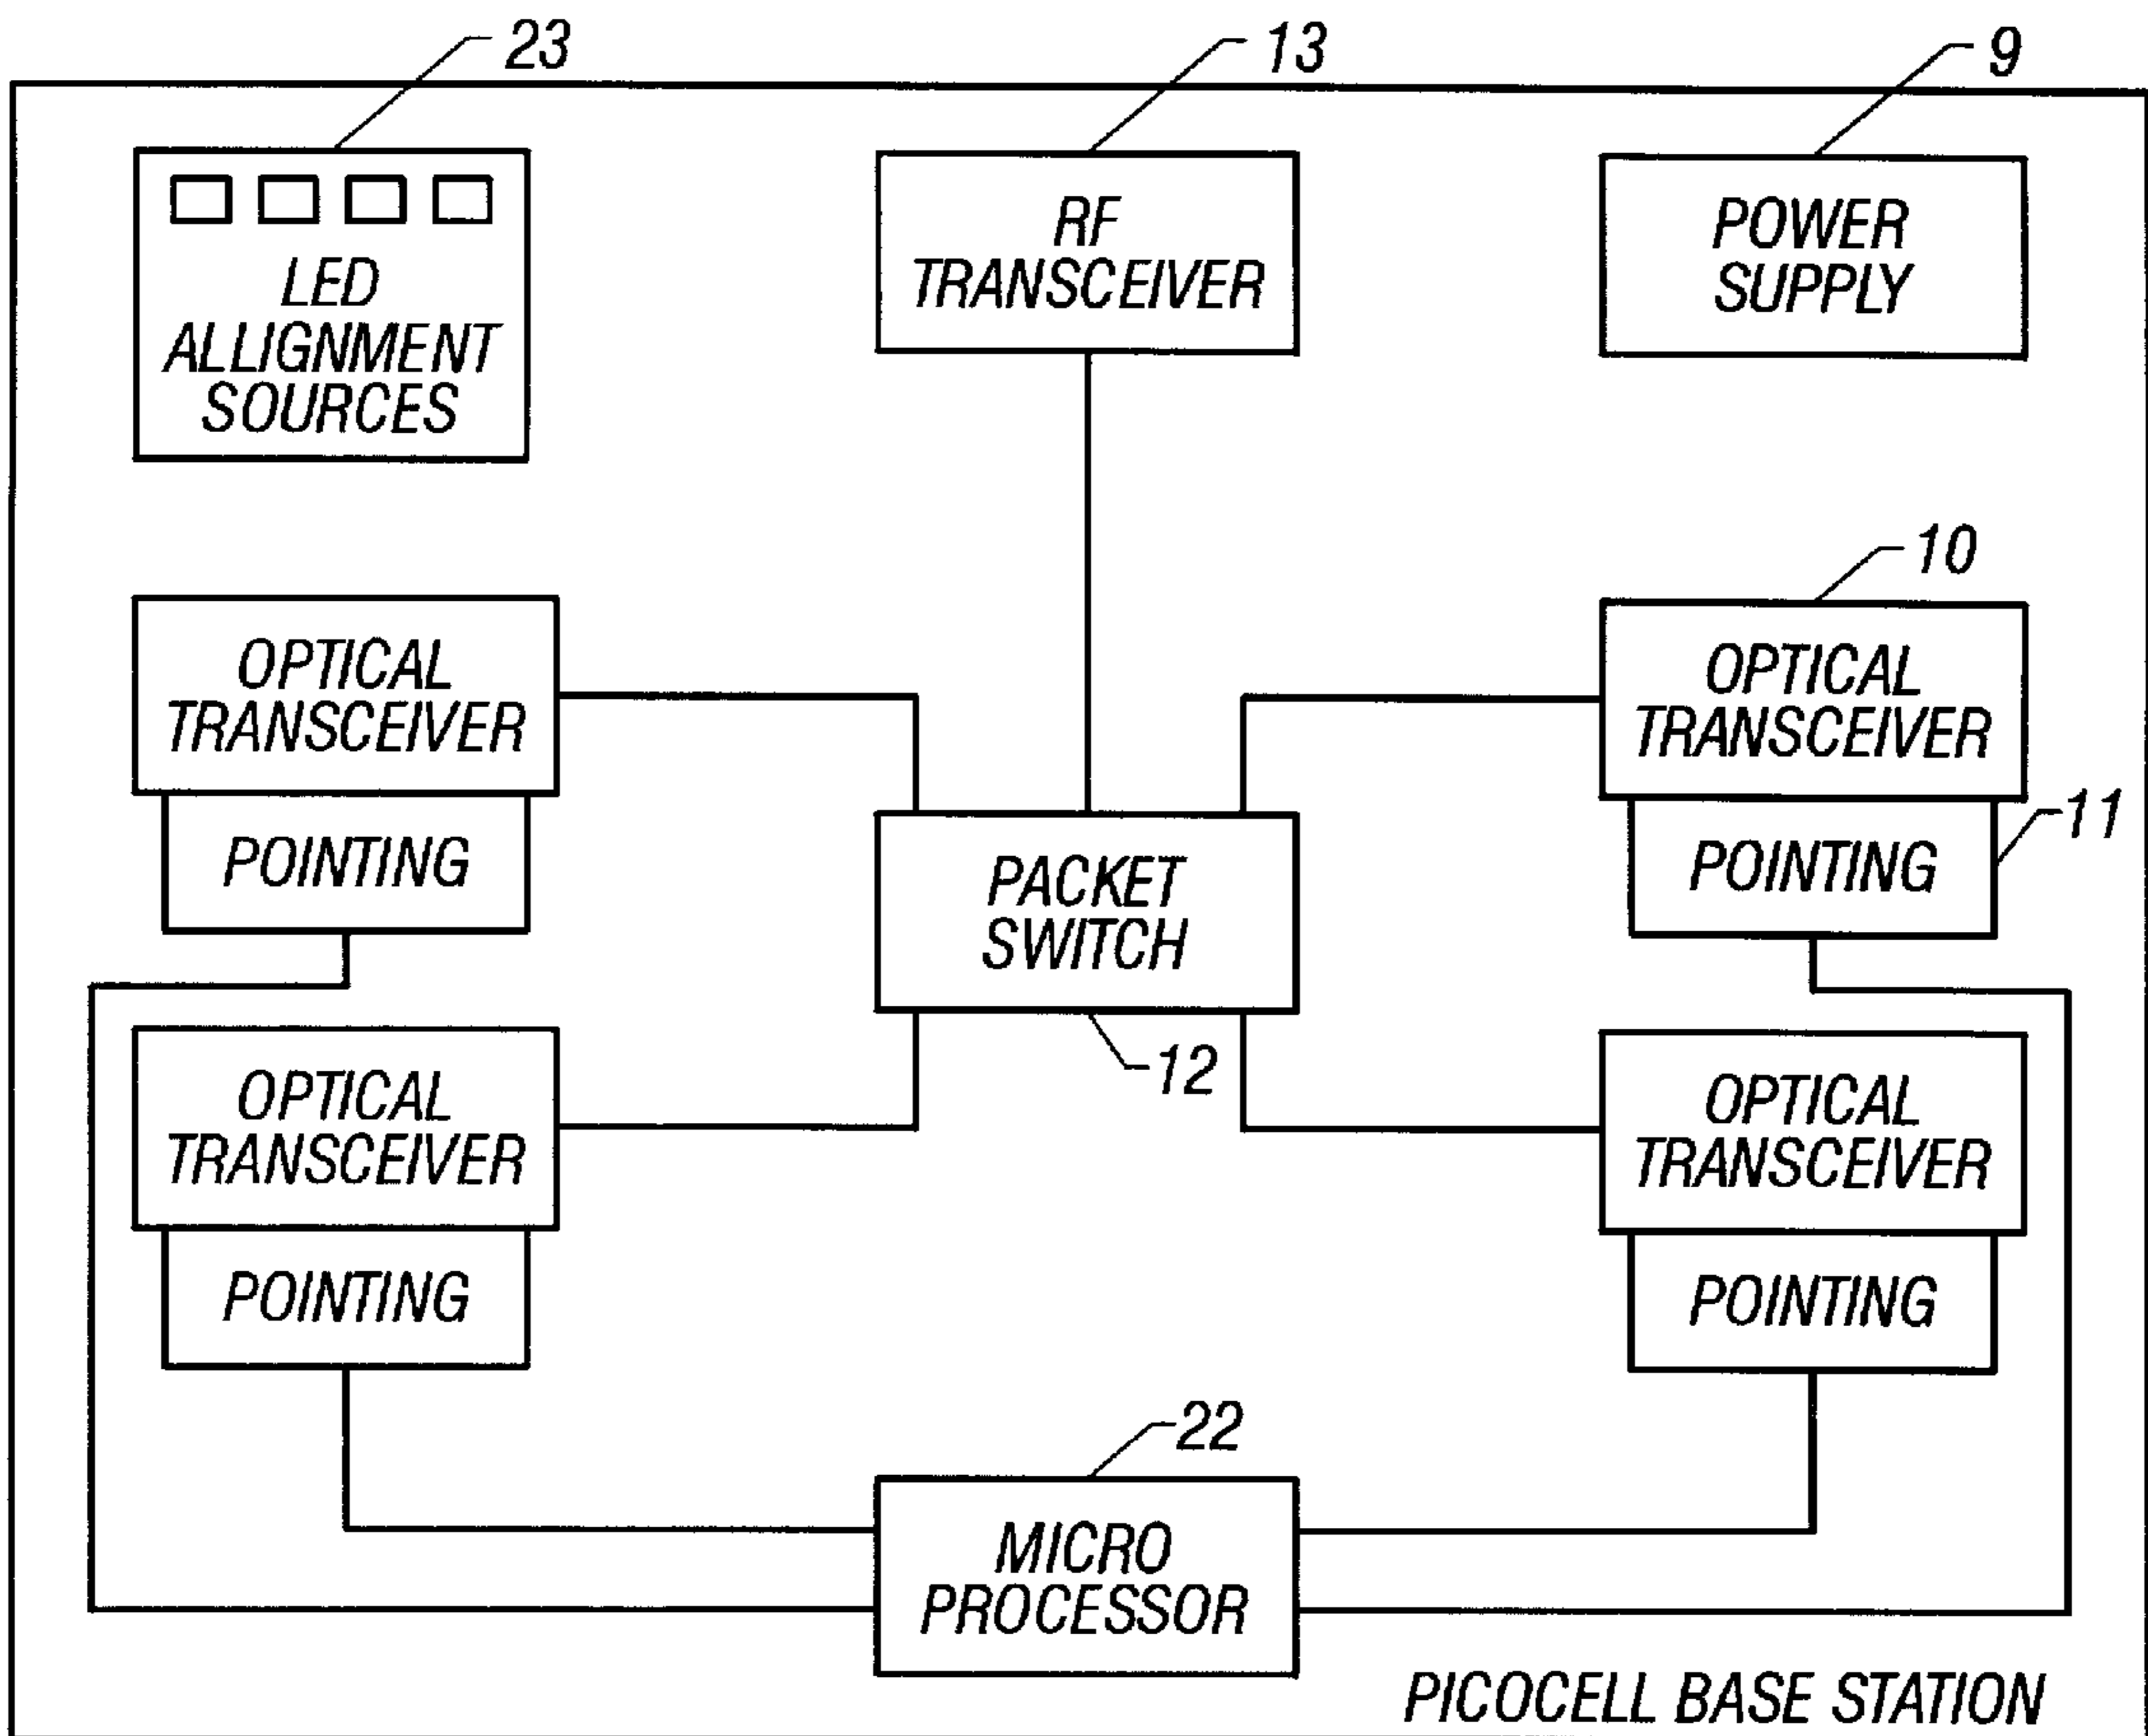 23
13
9
LED
ALLIGNMENT
SOURCES
RF
TRANSCEIVER
POWER
SUPPLY
10
OPTICAL
TRANSCEIVER
POINTING
OPTICAL
TRANSCEIVER
POINTING
11
PACKET
SWITCH
12
OPTICAL
TRANSCEIVER
POINTING
OPTICAL
TRANSCEIVER
POINTING
22
MICRO
PROCESSOR
PICOCELL BASE STATION